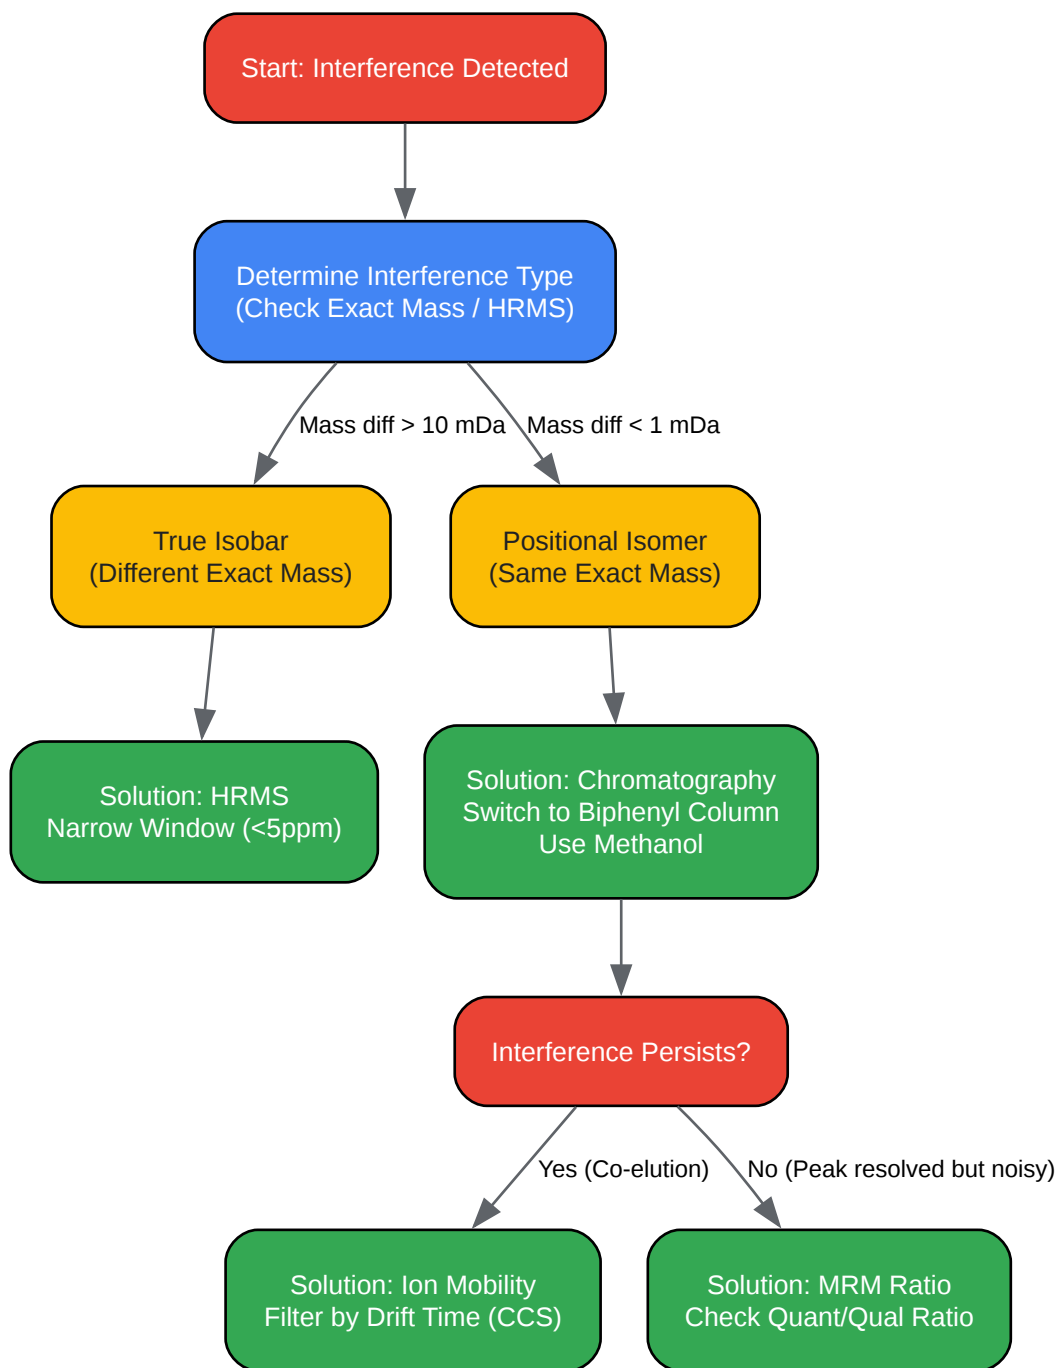 Start: Interference Detected
Determine Interference Type
(Check Exact Mass / HRMS)
Mass diff > 10 mDa
Mass diff < 1 mDa
True Isobar
(Different Exact Mass)
Positional Isomer
(Same Exact Mass)
Solution: HRMS
Narrow Window (<5ppm)
Solution: Chromatography
Switch to Biphenyl Column
Use Methanol
Interference Persists?
Yes (Co-elution)
No (Peak resolved but noisy)
Solution: Ion Mobility
Filter by Drift Time (CCS)
Solution: MRM Ratio
Check Quant/Qual Ratio